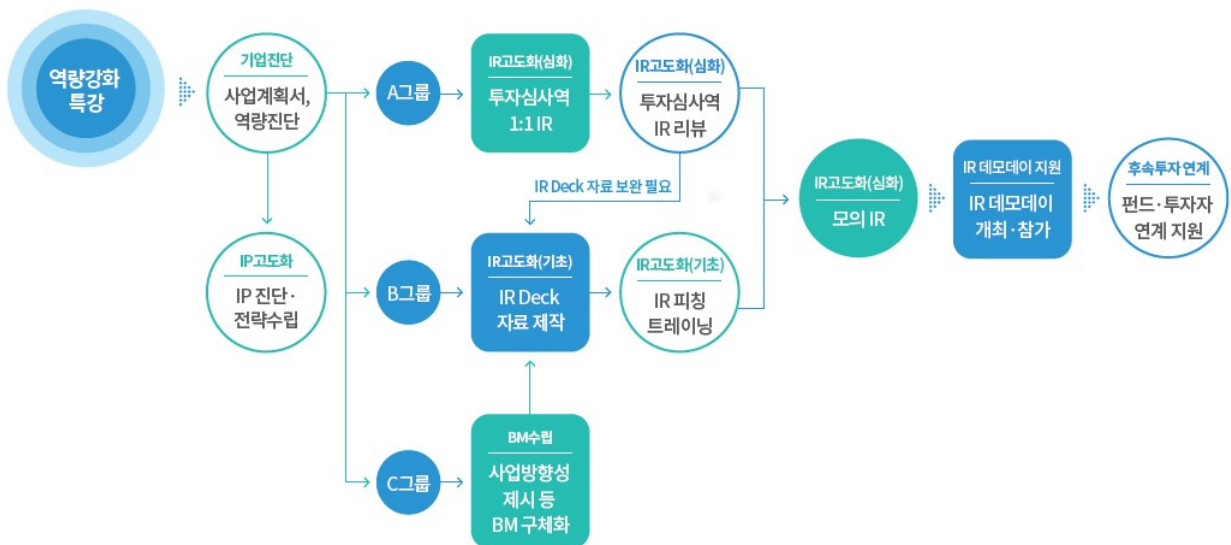 역량강화
특강
기업진단
사업계획서,
역량진단
A그룹
IR고도화(심화)
투자심사역
1:1 IR
IR고도화(심화)
투자심사역
IR 리뷰
IR Deck 자료 보완 필요
IP고도화
IP 진단·
전략수립
B그룹
IR고도화(기초)
IR Deck
자료 제작
IR고도화(기초)
IR 피칭
트레이닝
C그룹
BM수립
사업방향성
제시 등
BM 구체화
IR고도화(심화)
모의 IR
IR 데모데이 지원
IR 데모데이
개최·참가
후속투자 연계
펀드·투자자
연계 지원